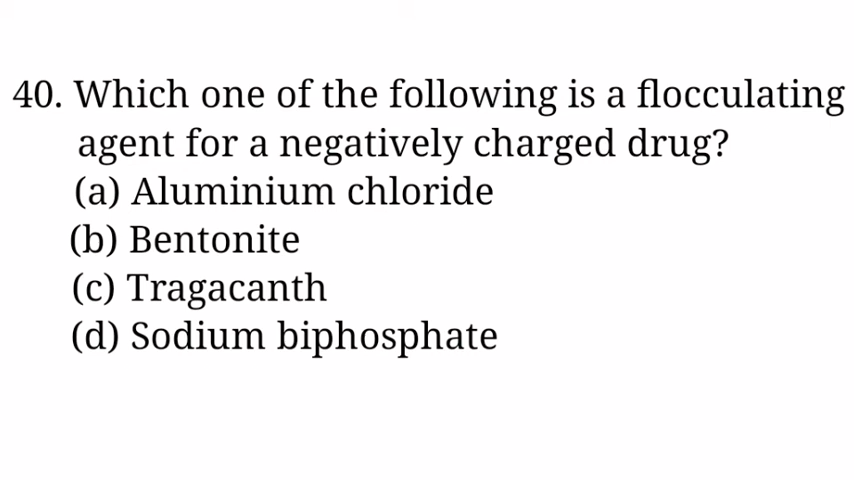 40. Which one of the following is a flocculating
agent for a negatively charged drug?
(a) Aluminium chloride
(b) Bentonite
(c) Tragacanth
(d) Sodium biphosphate